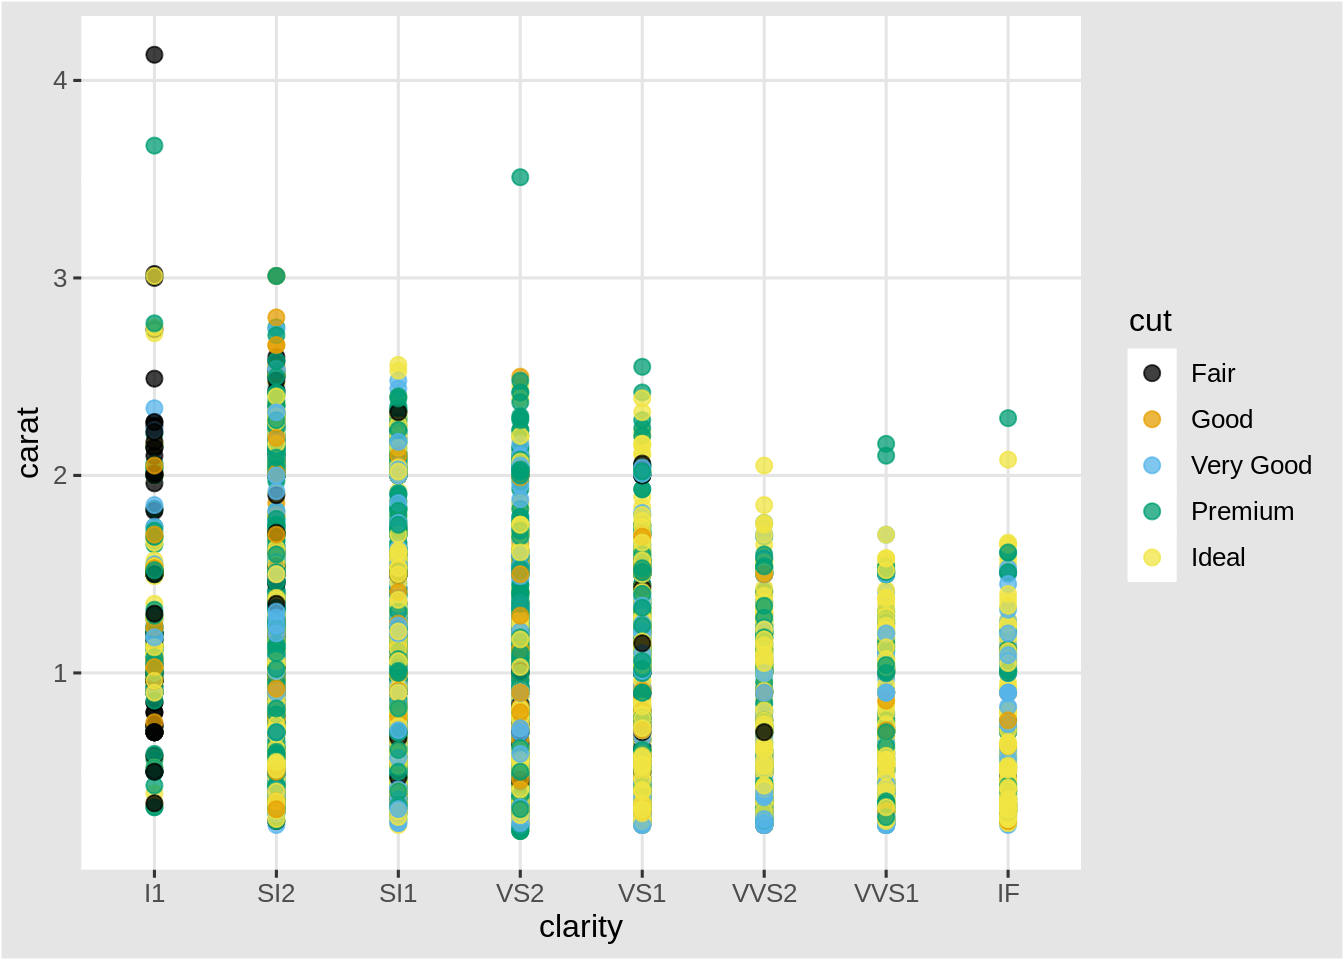 4
3
2
1
carat
I1 SI2 SI1 VS2 VS1 VVS2 VVS1 IF
clarity
cut
Fair
Good
Very Good
Premium
Ideal